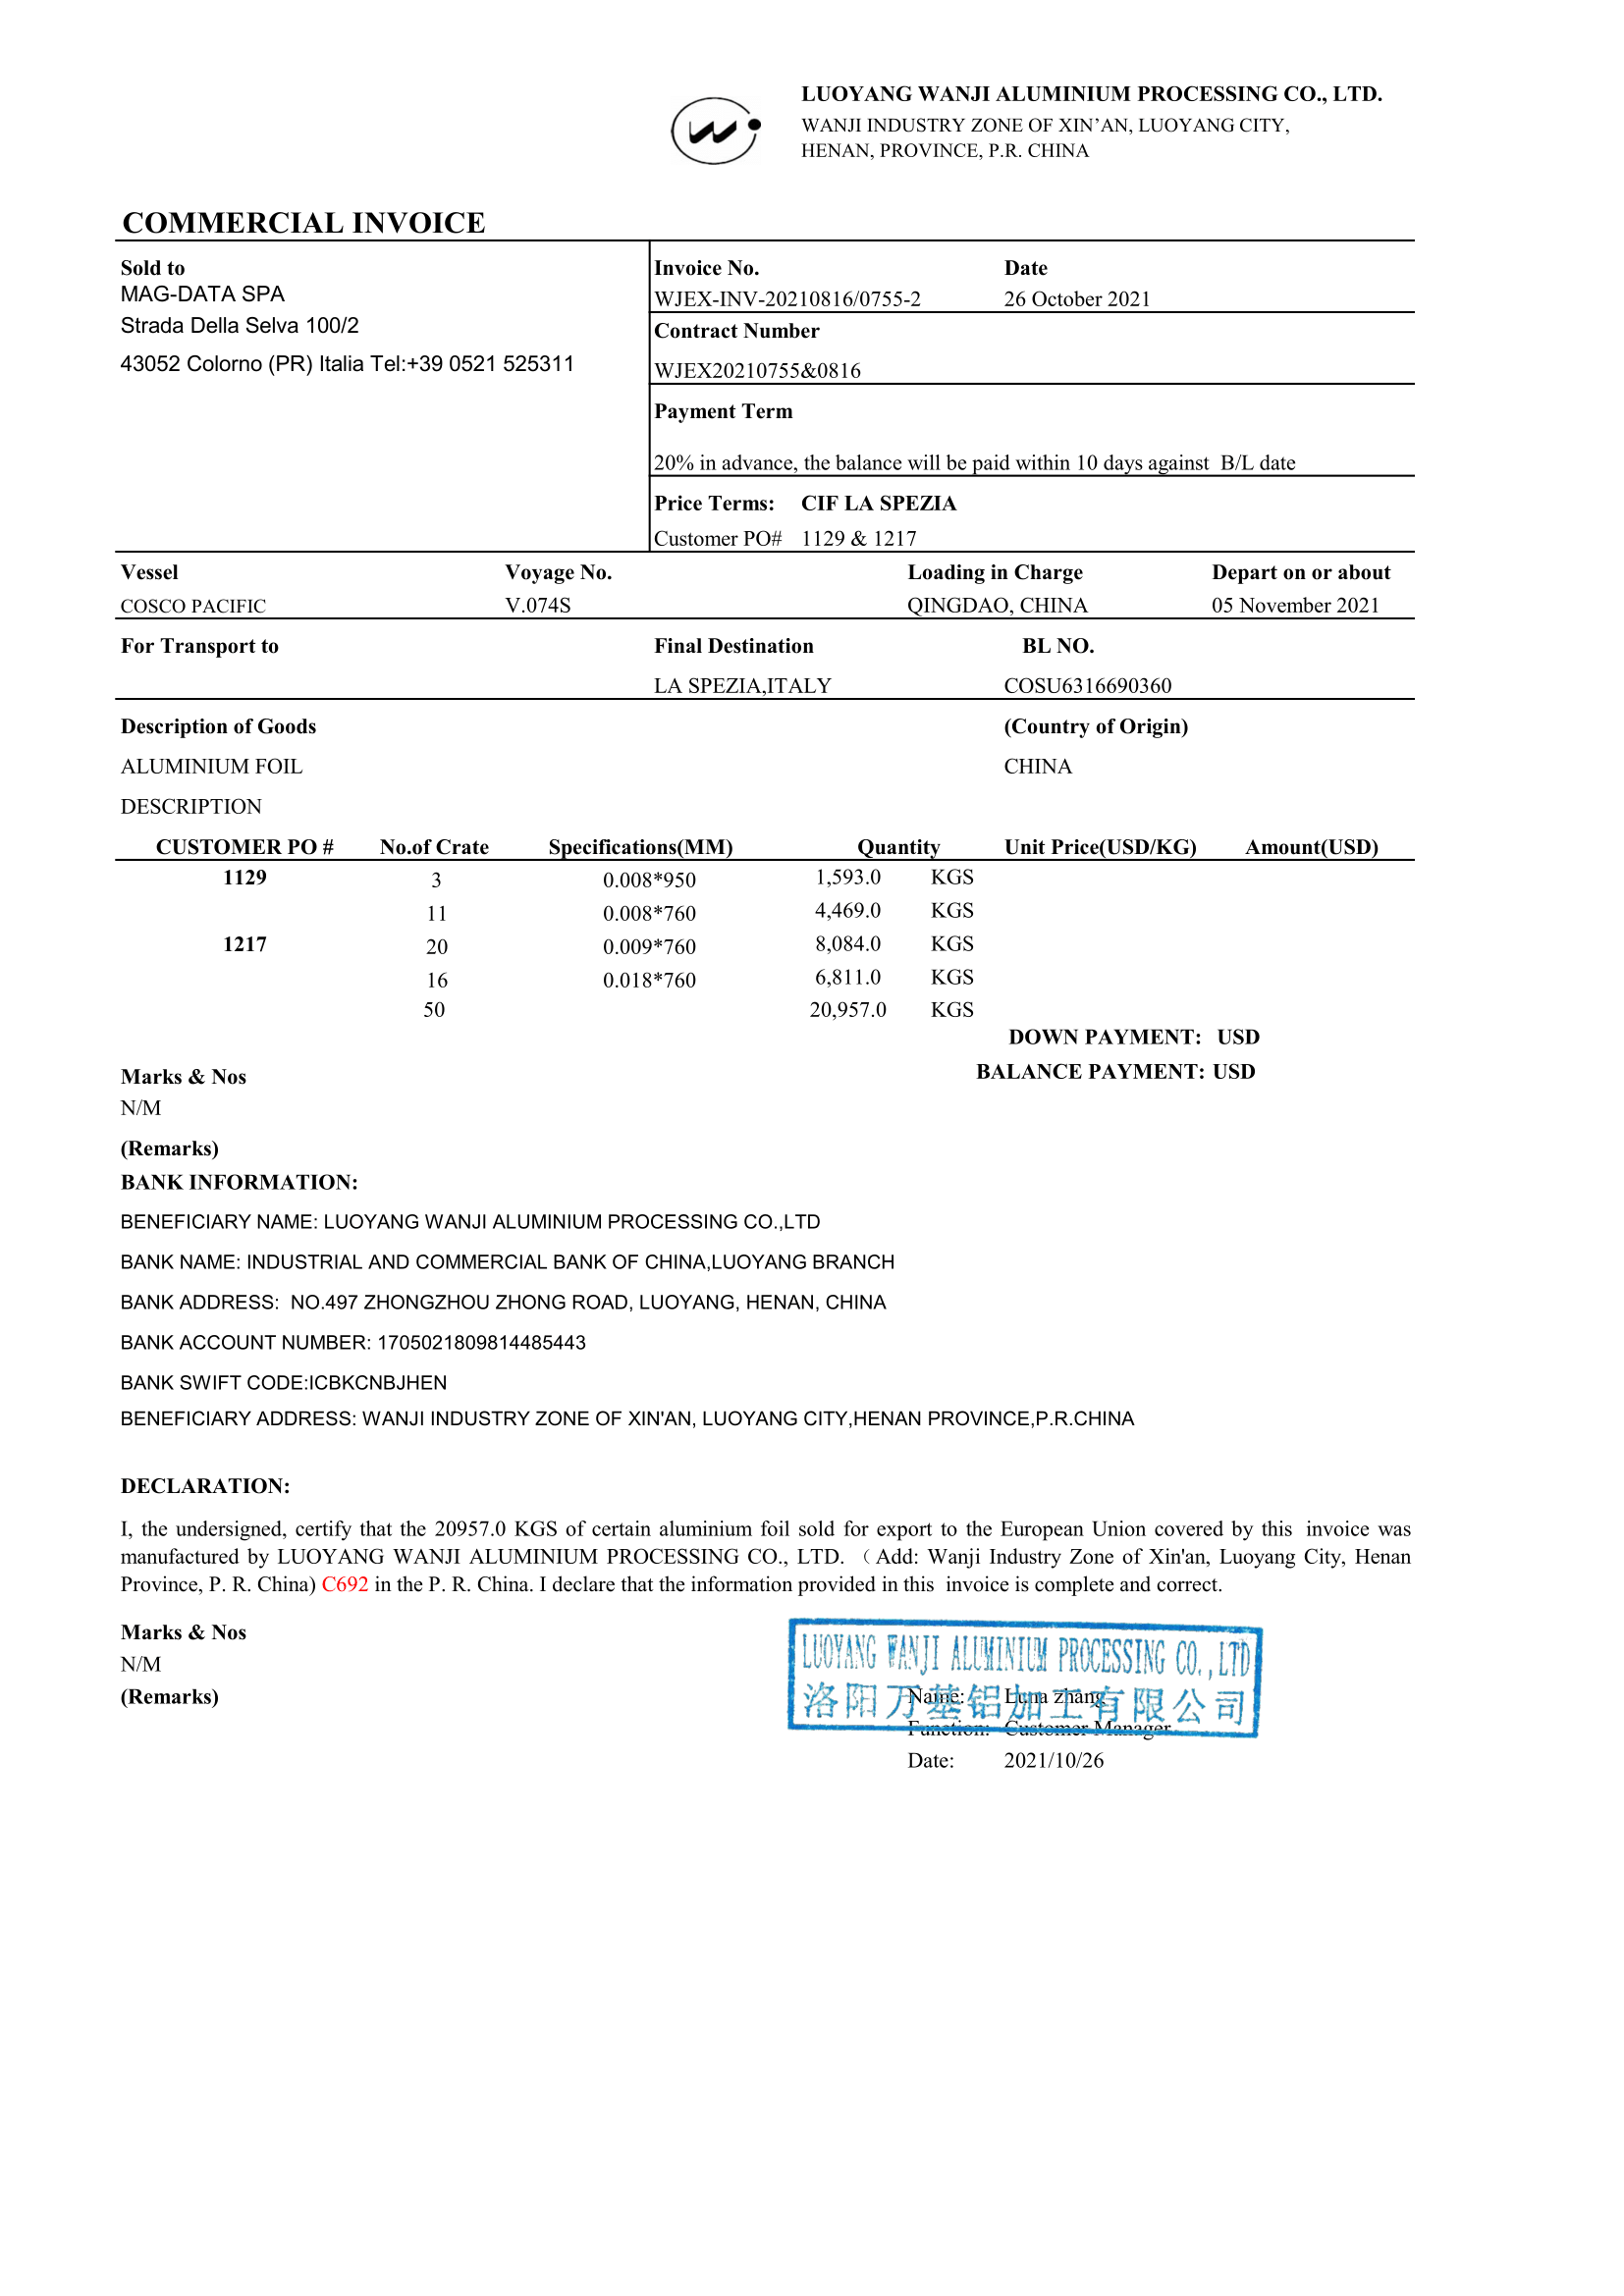 LUOYANG WANJI ALUMINIUM PROCESSING CO., LTD.
WANJI INDUSTRY ZONE OF XIN’AN, LUOYANG CITY,
HENAN, PROVINCE, P.R. CHINA
COMMERCIAL INVOICE
Sold to
MAG-DATA SPA
Strada Della Selva 100/2
43052 Colorno (PR) Italia Tel:+39 0521 525311
Invoice No. Date
WJEX-INV-20210816/0755-2 26 October 2021
Contract Number
WJEX20210755&0816
Payment Term
20% in advance, the balance will be paid within 10 days against B/L date
Price Terms: CIF LA SPEZIA
Customer PO# 1129 & 1217
Vessel Voyage No. Loading in Charge Depart on or about
COSCO PACIFIC V.074S QINGDAO, CHINA 05 November 2021
For Transport to Final Destination BL NO.
LA SPEZIA,ITALY COSU6316690360
Description of Goods (Country of Origin)
ALUMINIUM FOIL CHINA
DESCRIPTION
CUSTOMER PO # No.of Crate Specifications(MM) Quantity Unit Price(USD/KG) Amount(USD)
1129 3 0.008*950 1,593.0 KGS
11 0.008*760 4,469.0 KGS
1217 20 0.009*760 8,084.0 KGS
16 0.018*760 6,811.0 KGS
50 20,957.0 KGS
DOWN PAYMENT: USD
BALANCE PAYMENT: USD
Marks & Nos
N/M
(Remarks)
BANK INFORMATION:
BENEFICIARY NAME: LUOYANG WANJI ALUMINIUM PROCESSING CO.,LTD
BANK NAME: INDUSTRIAL AND COMMERCIAL BANK OF CHINA,LUOYANG BRANCH
BANK ADDRESS: NO.497 ZHONGZHOU ZHONG ROAD, LUOYANG, HENAN, CHINA
BANK ACCOUNT NUMBER: 1705021809814485443
BANK SWIFT CODE:ICBKCNBJHEN
BENEFICIARY ADDRESS: WANJI INDUSTRY ZONE OF XIN'AN, LUOYANG CITY,HENAN PROVINCE,P.R.CHINA
DECLARATION:
I, the undersigned, certify that the 20957.0 KGS of certain aluminium foil sold for export to the European Union covered by this invoice was
manufactured by LUOYANG WANJI ALUMINIUM PROCESSING CO., LTD.（Add: Wanji Industry Zone of Xin'an, Luoyang City, Henan
Province, P. R. China) C692 in the P. R. China. I declare that the information provided in this invoice is complete and correct.
Marks & Nos
N/M
(Remarks)
LUOYANG WANJI ALUMINIUM PROCESSING CO.,LTD
洛阳万基铝加工有限公司
Name: Luna zhang
Function: Customer Manager
Date: 2021/10/26